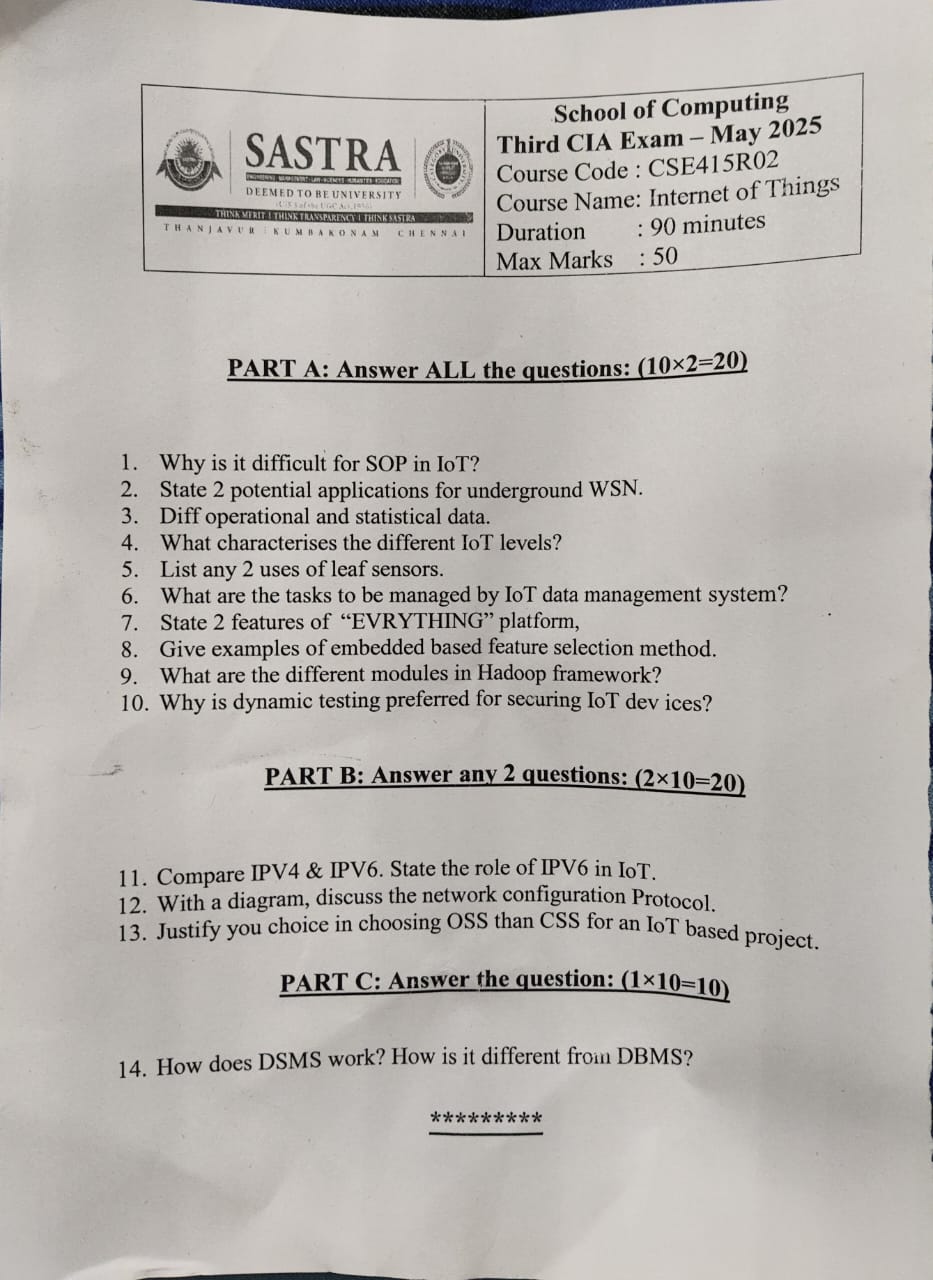 SASTRA
ENGINEERING · MANAGEMENT · LAW · SCIENCES · HUMANITIES · EDUCATION
DEEMED TO BE UNIVERSITY
(U/S 3 of the UGC Act, 1956)
THINK MERIT | THINK TRANSPARENCY | THINK SASTRA
THANJAVUR KUMBAKONAM CHENNAI
School of Computing
Third CIA Exam – May 2025
Course Code : CSE415R02
Course Name: Internet of Things
Duration : 90 minutes
Max Marks : 50
PART A: Answer ALL the questions: (10×2=20)
1. Why is it difficult for SOP in IoT?
2. State 2 potential applications for underground WSN.
3. Diff operational and statistical data.
4. What characterises the different IoT levels?
5. List any 2 uses of leaf sensors.
6. What are the tasks to be managed by IoT data management system?
7. State 2 features of “EVRYTHING” platform,
8. Give examples of embedded based feature selection method.
9. What are the different modules in Hadoop framework?
10. Why is dynamic testing preferred for securing IoT dev ices?
PART B: Answer any 2 questions: (2×10=20)
11. Compare IPV4 & IPV6. State the role of IPV6 in IoT.
12. With a diagram, discuss the network configuration Protocol.
13. Justify you choice in choosing OSS than CSS for an IoT based project.
PART C: Answer the question: (1×10=10)
14. How does DSMS work? How is it different from DBMS?
*********